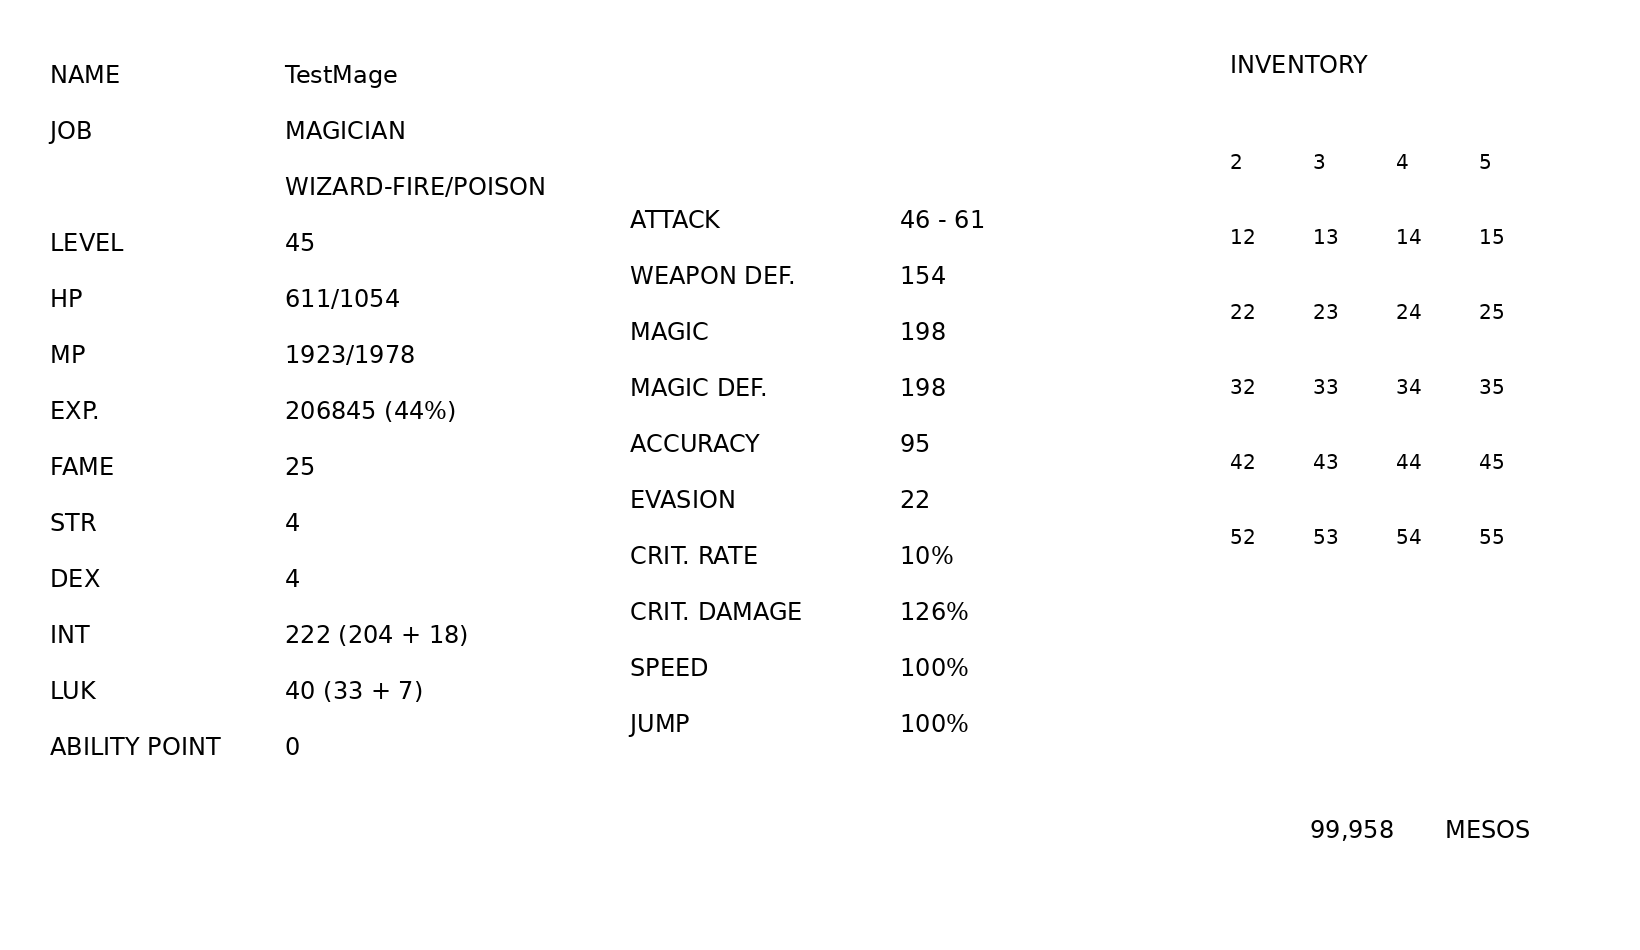 NAME TestMage
JOB MAGICIAN
WIZARD-FIRE/POISON
LEVEL 45
HP 611/1054
MP 1923/1978
EXP. 206845 (44%)
FAME 25
STR 4
DEX 4
INT 222 (204 + 18)
LUK 40 (33 + 7)
ABILITY POINT 0
ATTACK 46 - 61
WEAPON DEF. 154
MAGIC 198
MAGIC DEF. 198
ACCURACY 95
EVASION 22
CRIT. RATE 10%
CRIT. DAMAGE 126%
SPEED 100%
JUMP 100%
INVENTORY
2 3 4 5
12 13 14 15
22 23 24 25
32 33 34 35
42 43 44 45
52 53 54 55
99,958 MESOS